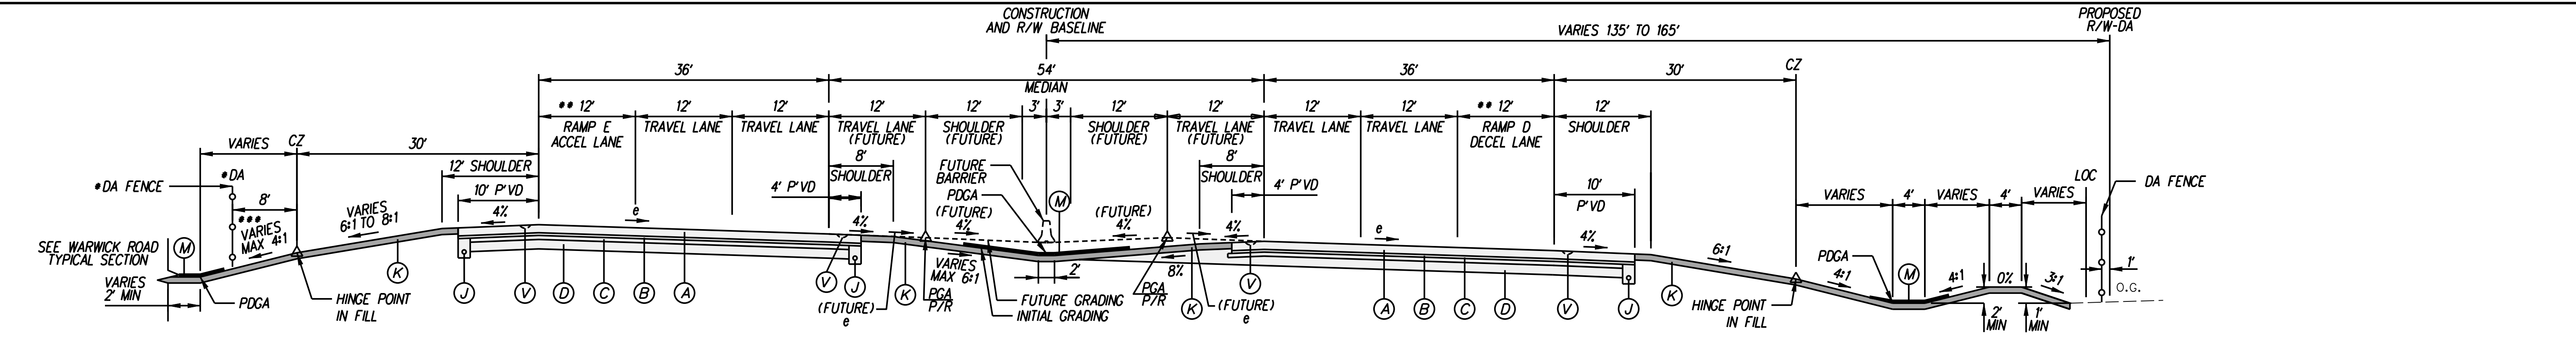 CONSTRUCTION
AND R/W BASELINE
PROPOSED
R/W-DA
VARIES 135' TO 165'
36'
54'
MEDIAN
36'
30'
CZ
** 12'
12'
12'
12'
12'
3'
3'
12'
12'
12'
12'
** 12'
12'
RAMP E
ACCEL LANE
TRAVEL LANE
TRAVEL LANE
TRAVEL LANE
(FUTURE)
SHOULDER
(FUTURE)
SHOULDER
(FUTURE)
TRAVEL LANE
(FUTURE)
TRAVEL LANE
TRAVEL LANE
RAMP D
DECEL LANE
SHOULDER
VARIES
CZ
30'
12' SHOULDER
10' P'VD
8'
SHOULDER
4' P'VD
FUTURE
BARRIER
PDGA
M
8'
SHOULDER
4' P'VD
10'
P'VD
VARIES
4'
VARIES
4'
VARIES
LOC
DA FENCE
*DA FENCE
*DA
8'
***
VARIES
MAX 4:1
VARIES
6:1 TO 8:1
4%
e
4%
(FUTURE)
4%
(FUTURE)
4%
4%
e
4%
6:1
4:1
PDGA
M
4:1
0%
3:1
1'
O.G.
SEE WARWICK ROAD
TYPICAL SECTION
M
VARIES
2' MIN
PDGA
HINGE POINT
IN FILL
K
J
V
D
C
B
A
V
J
(FUTURE)
e
K
VARIES
MAX 6:1
PGA
P/R
2'
FUTURE GRADING
INITIAL GRADING
8%
PGA
P/R
K
(FUTURE)
e
V
A
B
C
D
V
J
K
HINGE POINT
IN FILL
2'
MIN
1'
MIN